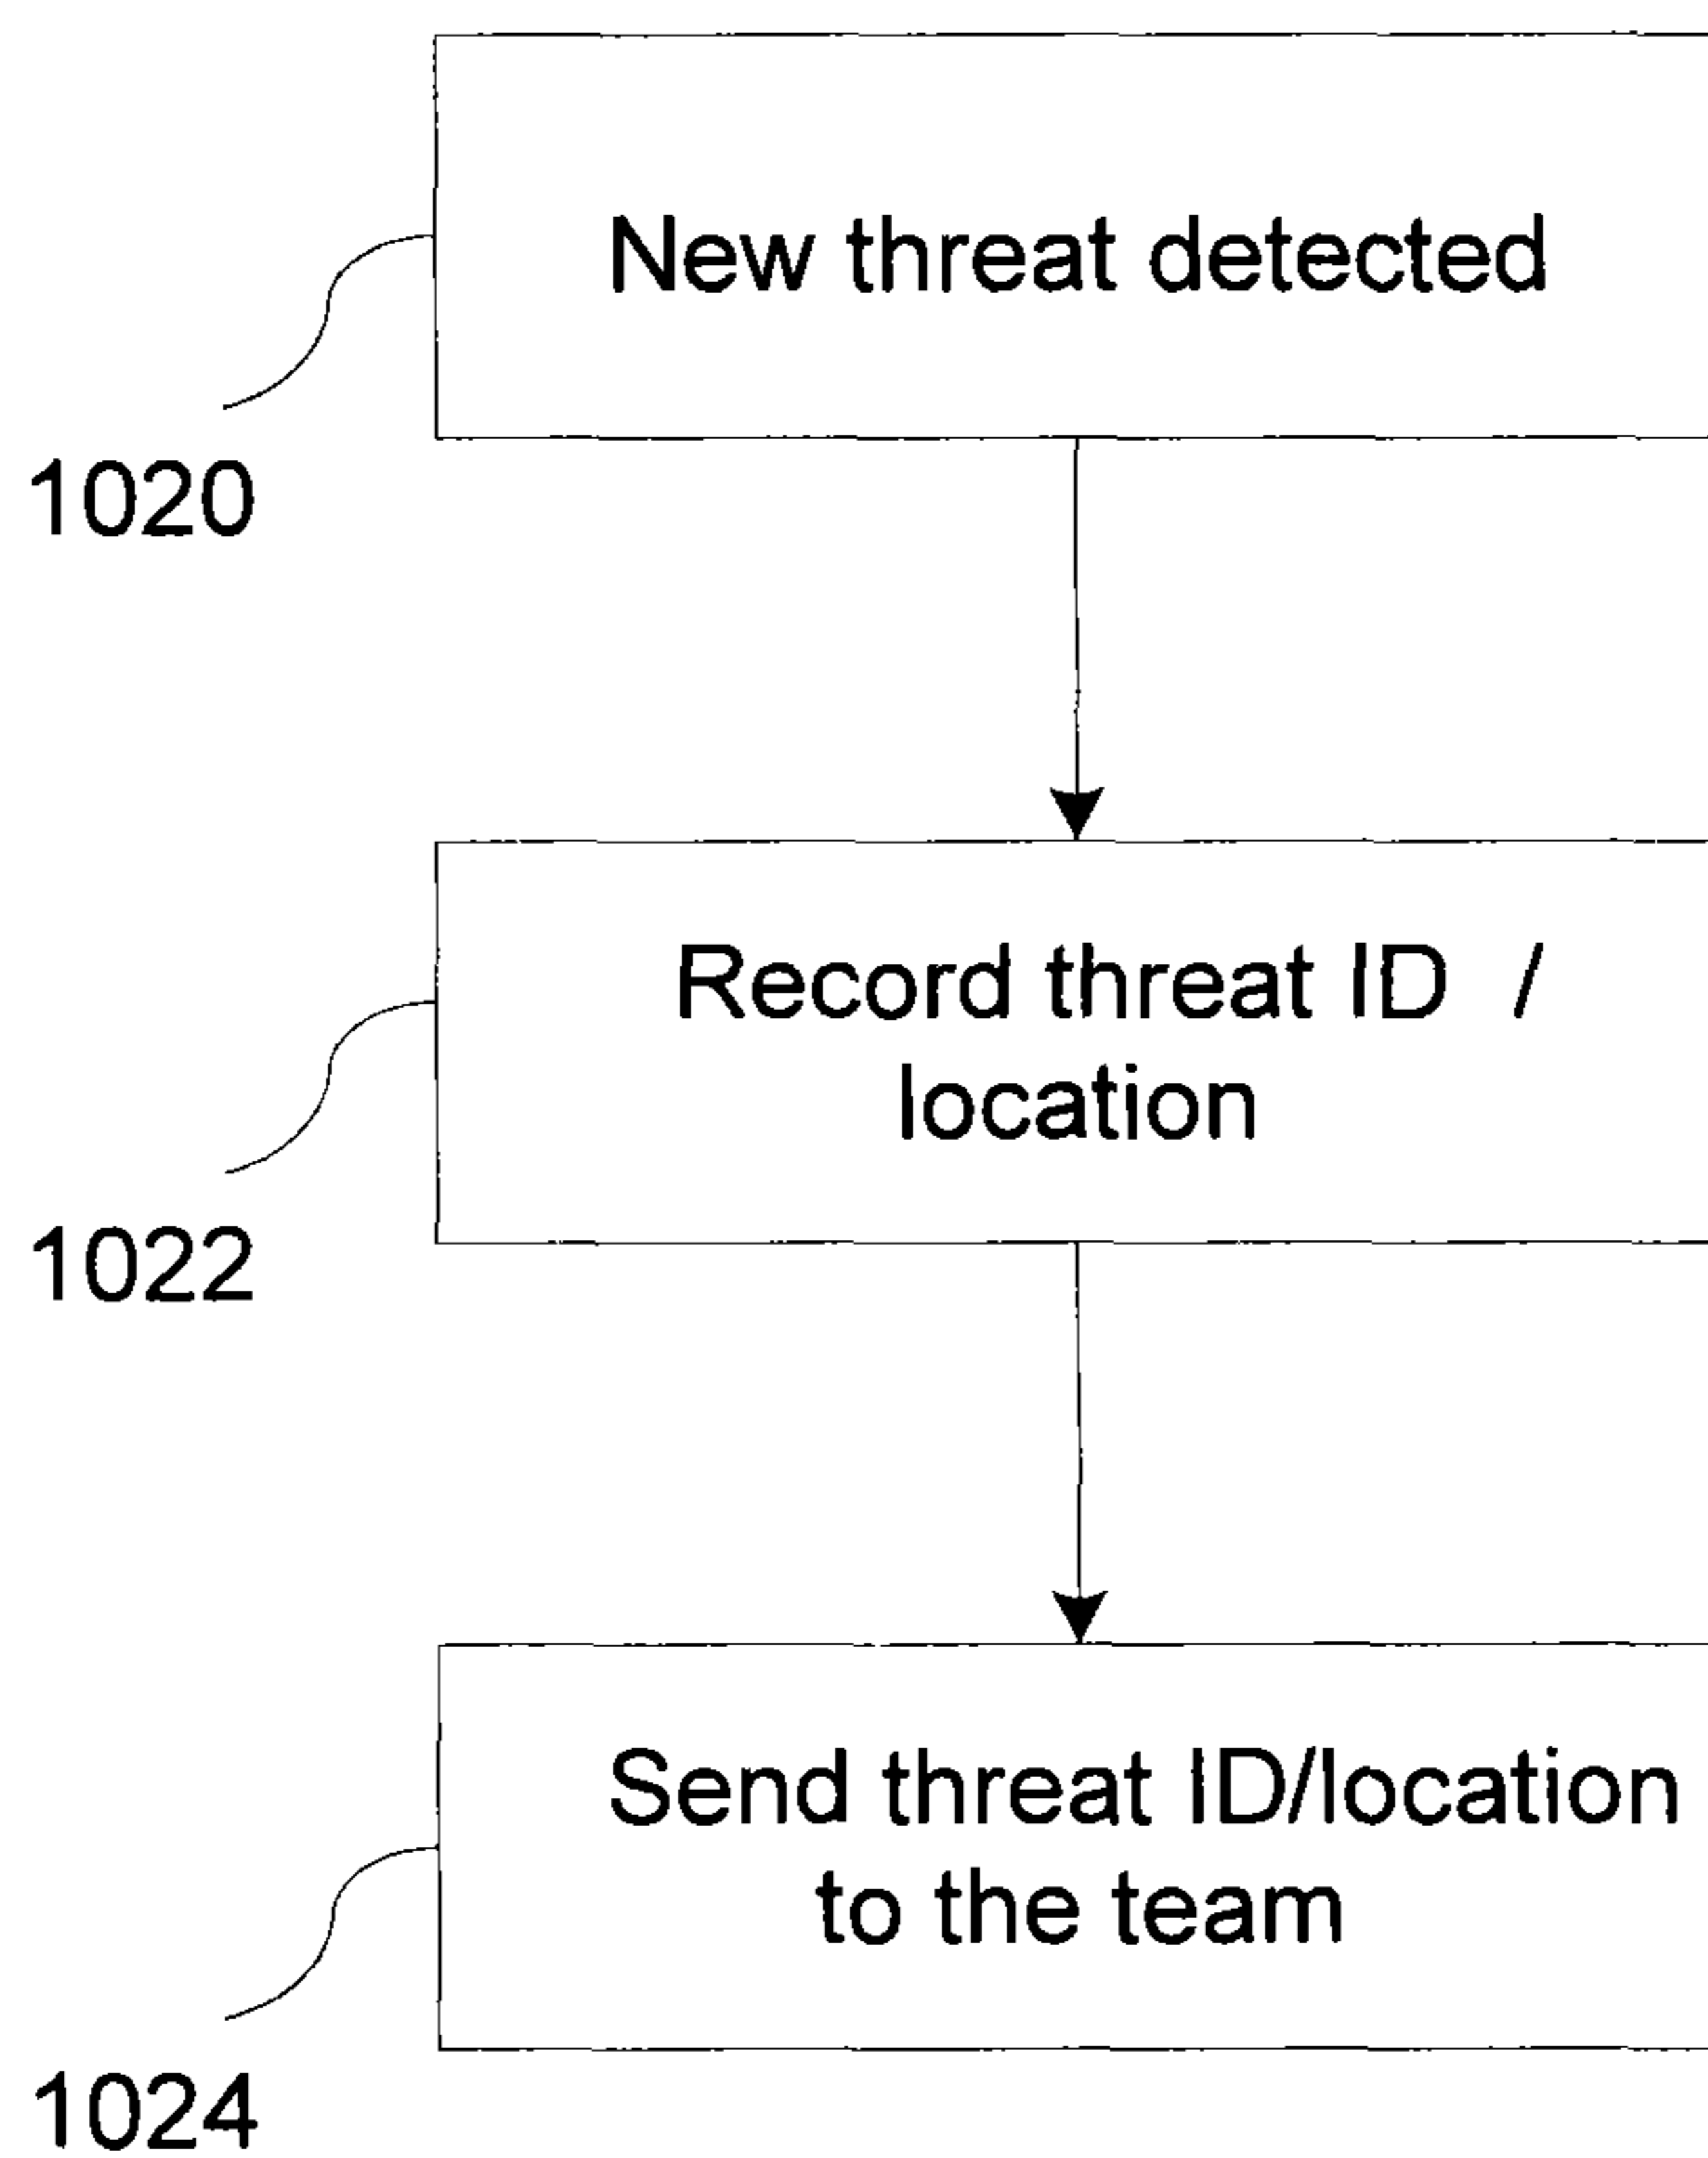 New threat detected
1020
Record threat ID /
location
1022
Send threat ID/location
to the team
1024